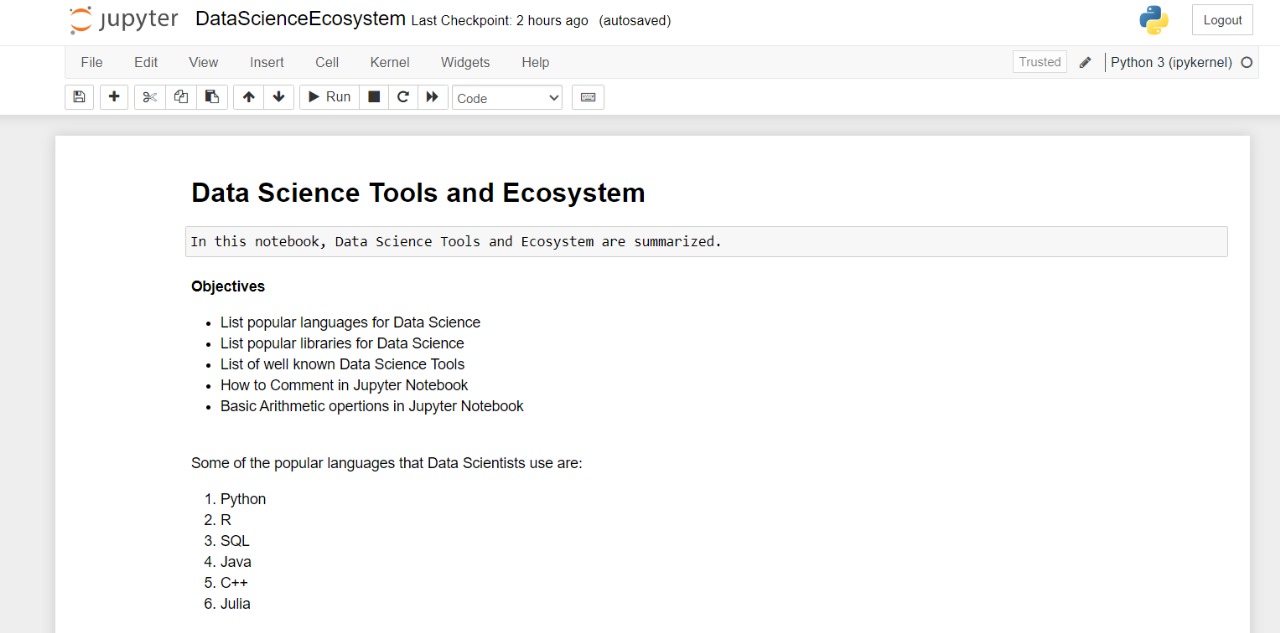 jupyter DataScienceEcosystem Last Checkpoint: 2 hours ago (autosaved) Logout
File Edit View Insert Cell Kernel Widgets Help Trusted Python 3 (ipykernel)
Run Code
Data Science Tools and Ecosystem
In this notebook, Data Science Tools and Ecosystem are summarized.
Objectives
• List popular languages for Data Science
• List popular libraries for Data Science
• List of well known Data Science Tools
• How to Comment in Jupyter Notebook
• Basic Arithmetic opertions in Jupyter Notebook
Some of the popular languages that Data Scientists use are:
1. Python
2. R
3. SQL
4. Java
5. C++
6. Julia